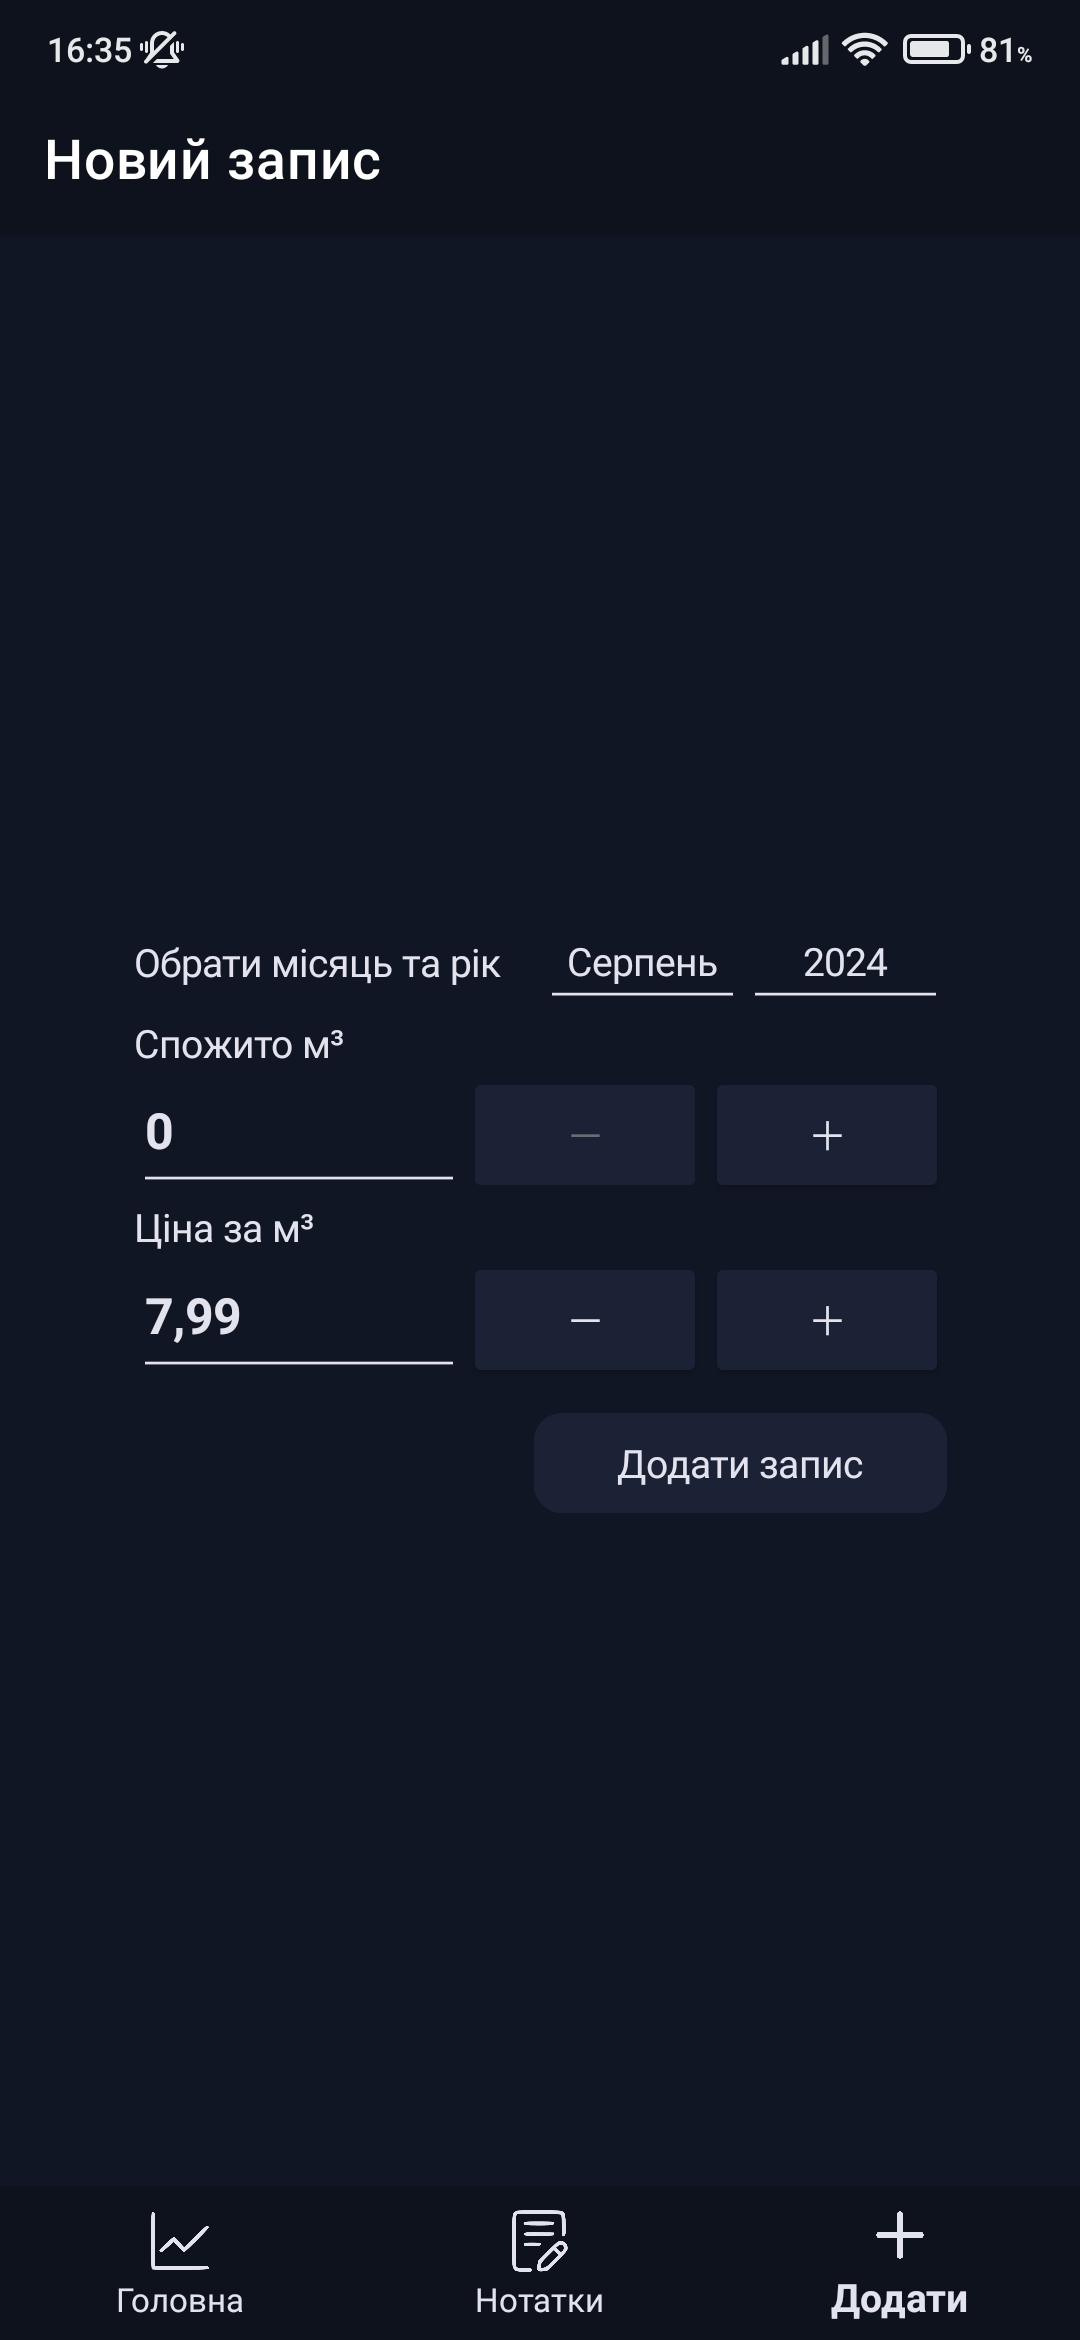 16:35 81%
Новий запис
Обрати місяць та рік Серпень 2024
Спожито м³
0 — +
Ціна за м³
7,99 — +
Додати запис
Головна Нотатки Додати